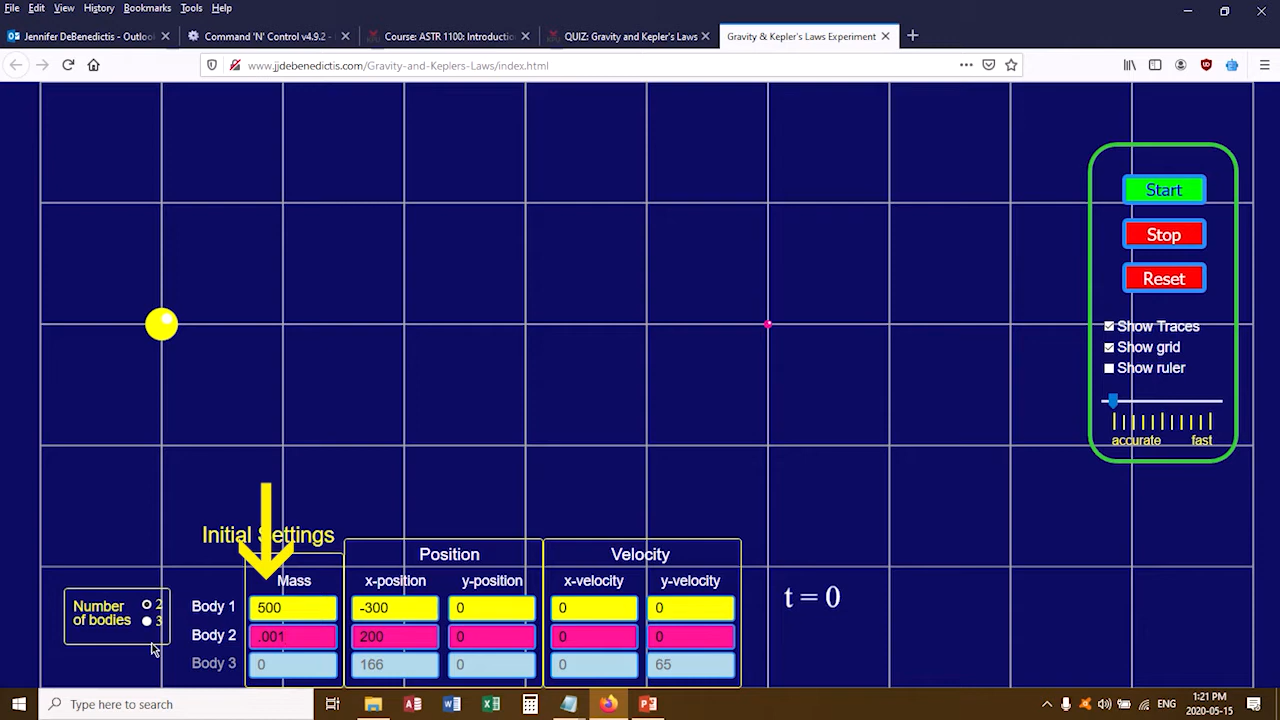 File Edit View History Bookmarks Tools Help
Jennifer DeBenedictis - Outlook
Command 'N' Control v4.9.2 -
Course: ASTR 1100: Introduction
QUIZ: Gravity and Kepler's Laws
Gravity & Kepler's Laws Experiment
www.jjdebenedictis.com/Gravity-and-Keplers-Laws/index.html
Start
Stop
Reset
Show Traces
Show grid
Show ruler
accurate fast
Initial Settings
Position Velocity
Mass x-position y-position x-velocity y-velocity
Number of bodies 2 3
Body 1 500 -300 0 0 0
Body 2 .001 200 0 0 0
Body 3 0 166 0 0 65
t = 0
Type here to search
ENG
1:21 PM
2020-05-15